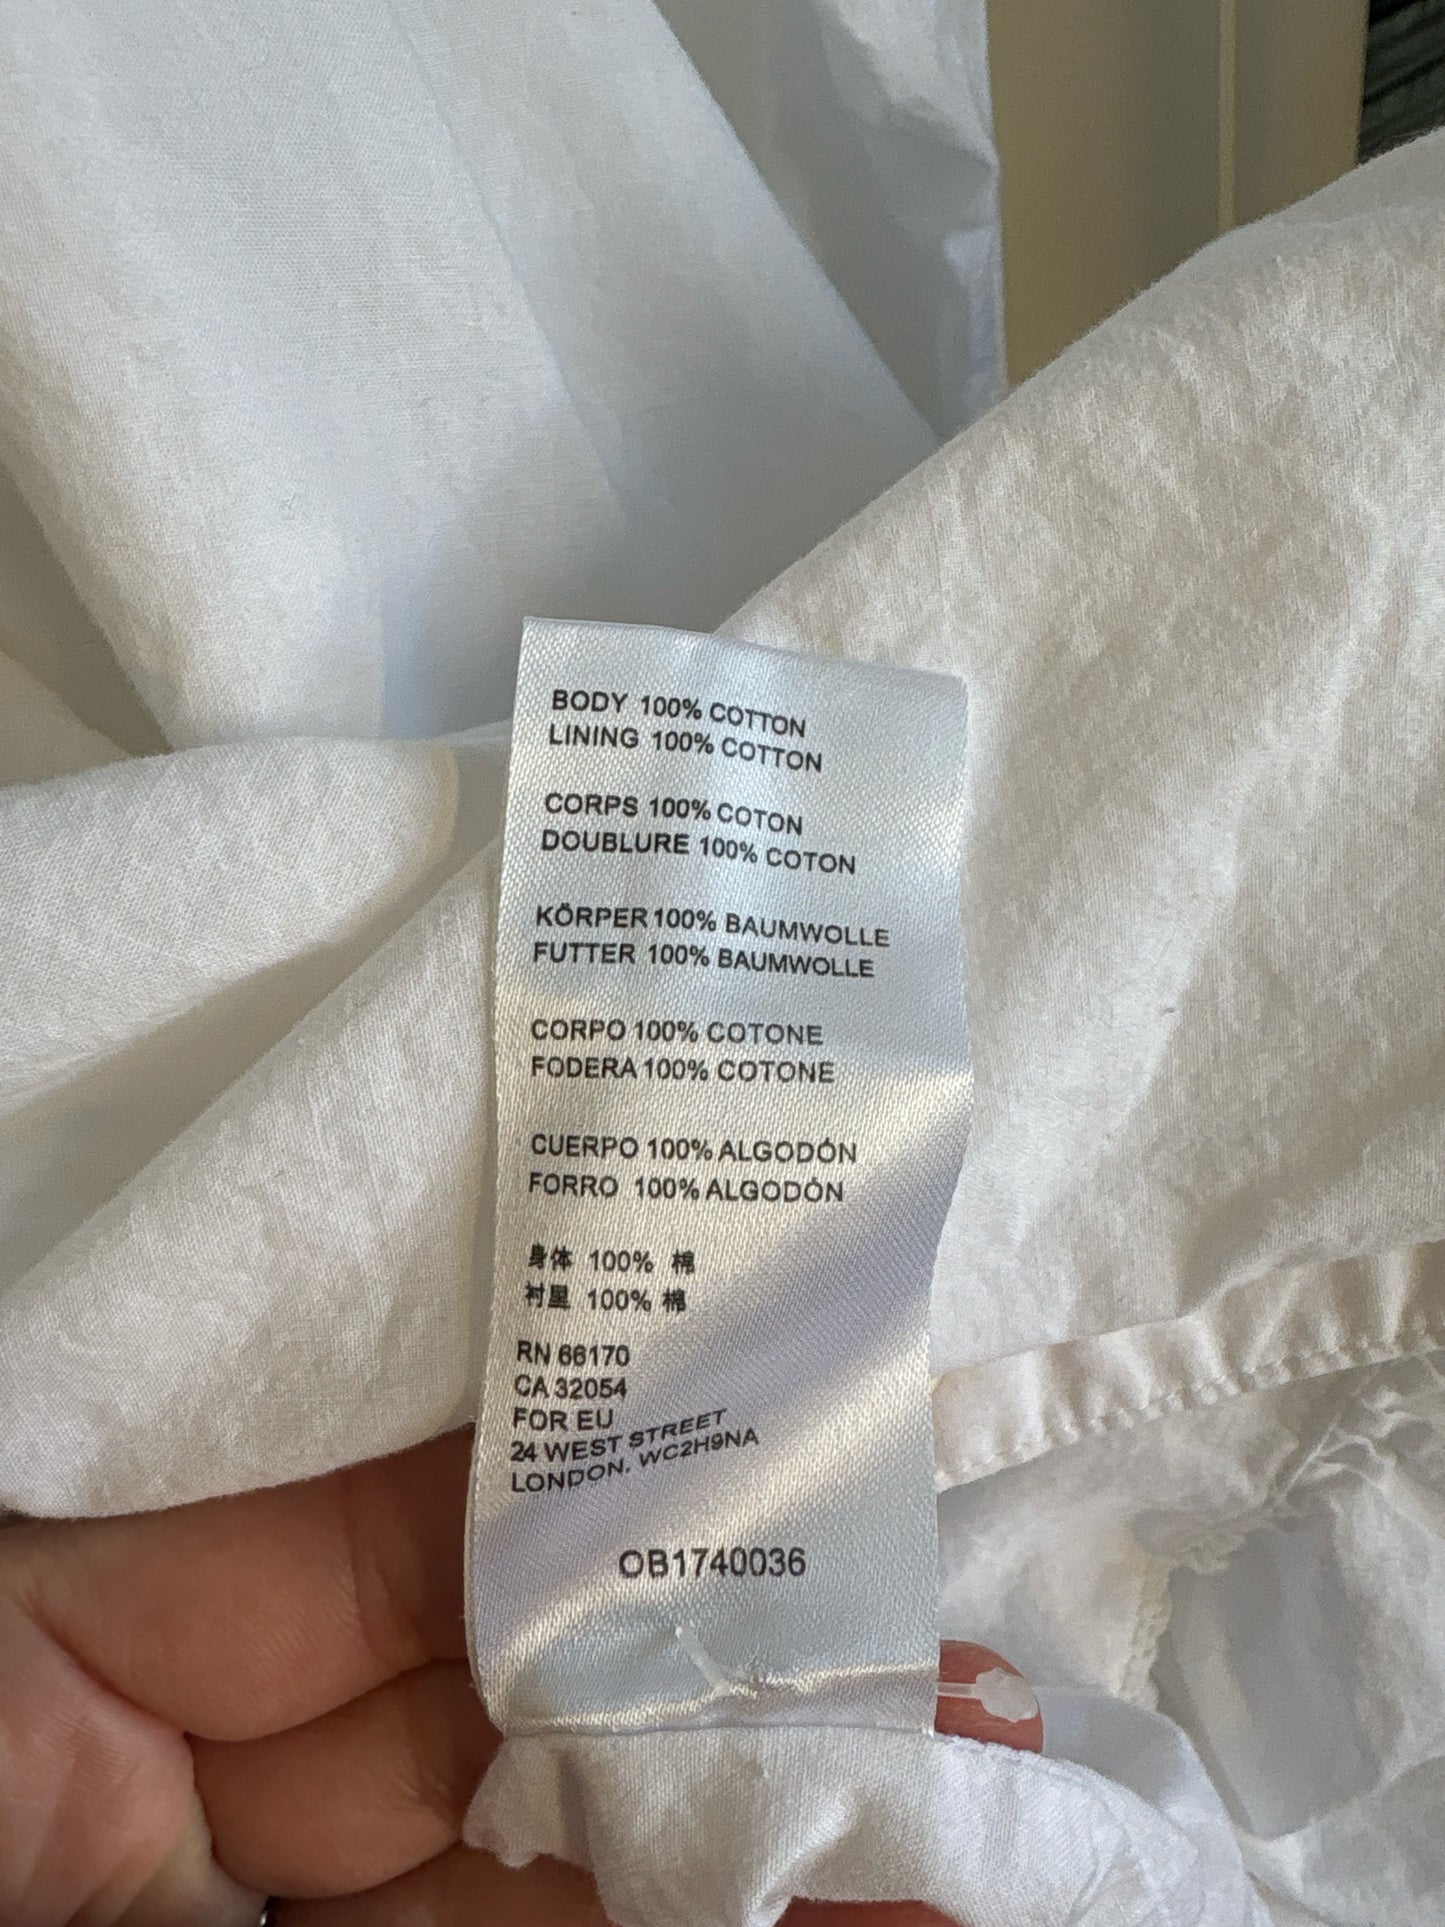 BODY 100% COTTON
LINING 100% COTTON
CORPS 100% COTON
DOUBLURE 100% COTON
KÖRPER 100% BAUMWOLLE
FUTTER 100% BAUMWOLLE
CORPO 100% COTONE
FODERA 100% COTONE
CUERPO 100% ALGODÓN
FORRO 100% ALGODÓN
身体 100% 棉
衬里 100% 棉
RN 66170
CA 32054
FOR EU
24 WEST STREET
LONDON. WC2H9NA
OB1740036